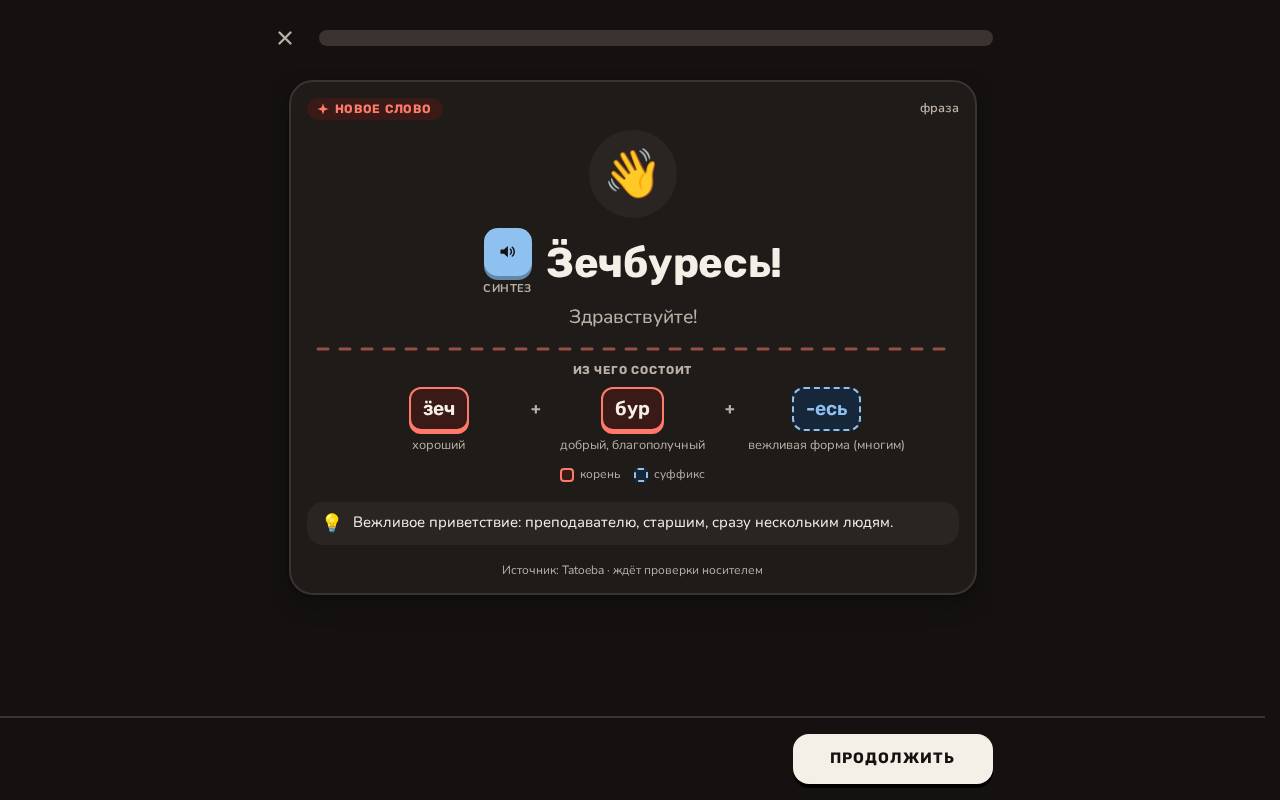 НОВОЕ СЛОВО
фраза
Ӟечбуресь!
СИНТЕЗ
Здравствуйте!
ИЗ ЧЕГО СОСТОИТ
ӟеч + бур + -есь
хороший добрый, благополучный вежливая форма (многим)
корень суффикс
Вежливое приветствие: преподавателю, старшим, сразу нескольким людям.
Источник: Tatoeba · ждёт проверки носителем
ПРОДОЛЖИТЬ